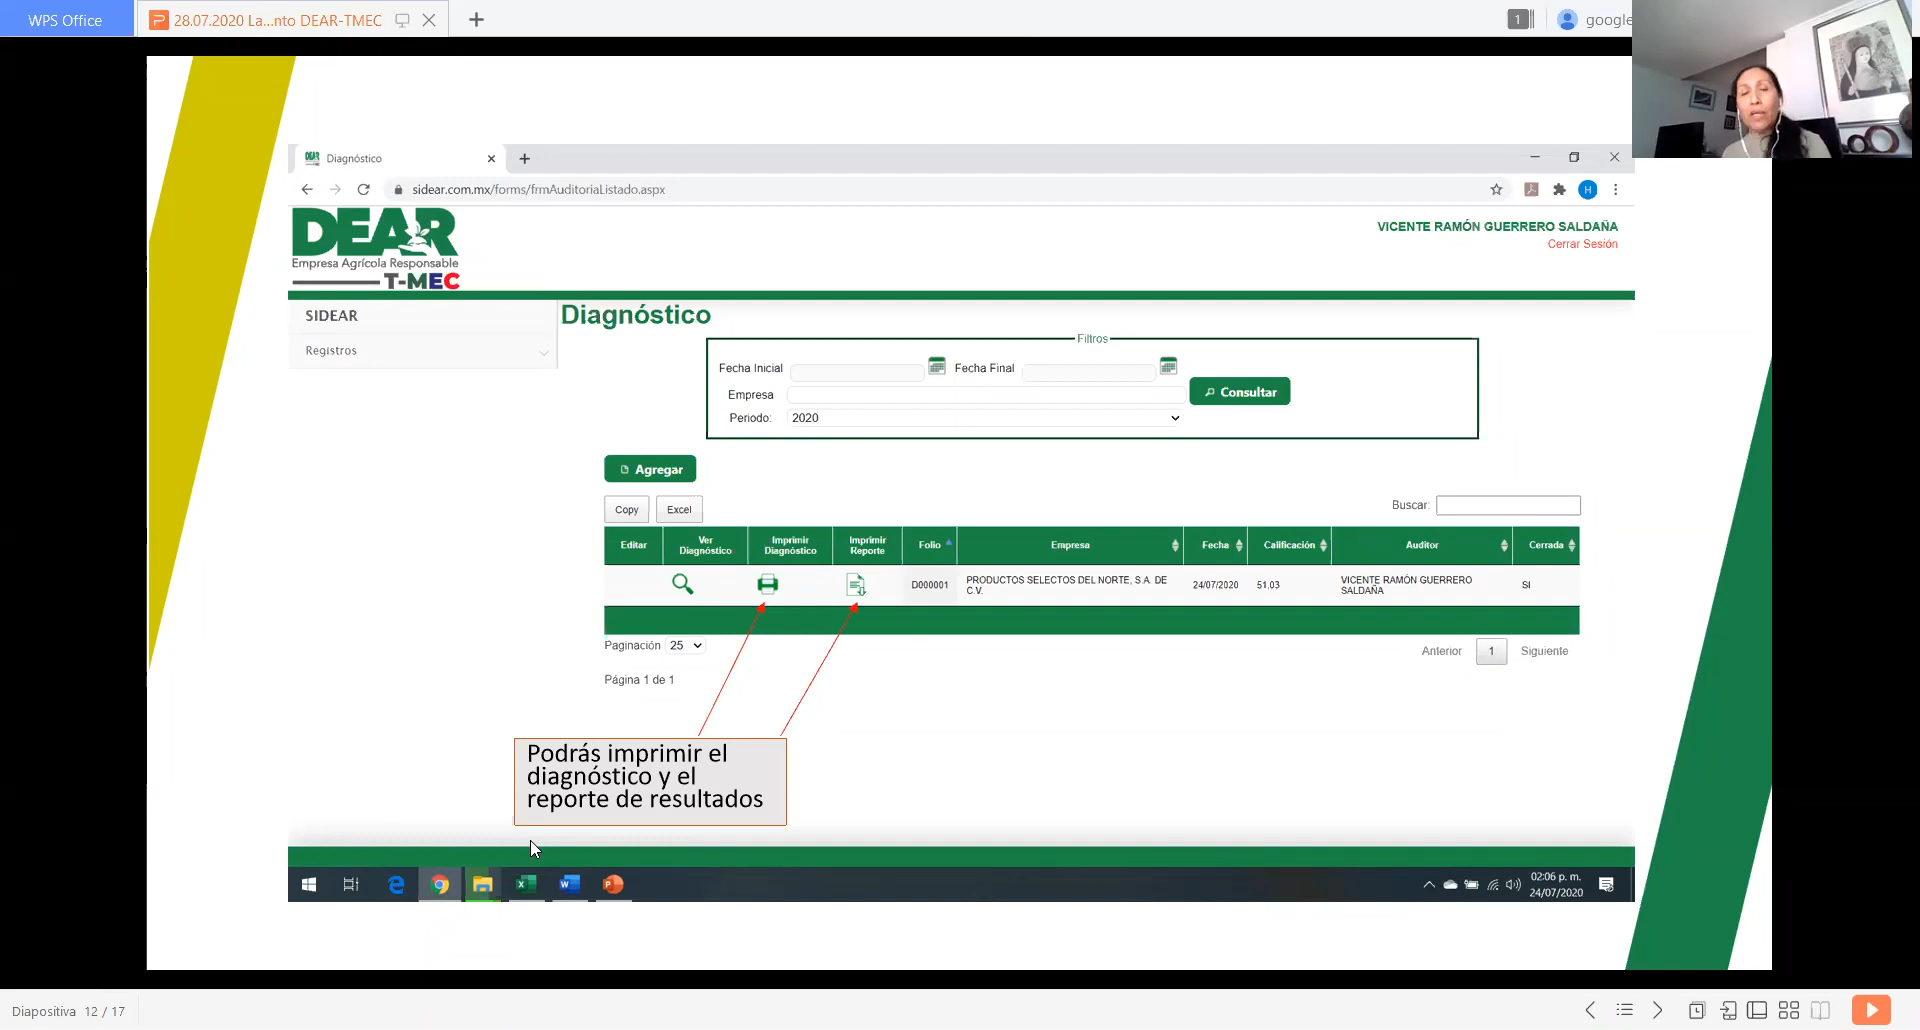 WPS Office
28.07.2020 La...nto DEAR-TMEC
1
google
Diagnóstico
sidear.com.mx/forms/frmAuditoriaListado.aspx
H
DEAR
Empresa Agrícola Responsable
T-MEC
VICENTE RAMÓN GUERRERO SALDAÑA
Cerrar Sesión
SIDEAR
Registros
Diagnóstico
Filtros
Fecha Inicial
Fecha Final
Empresa
Consultar
Periodo: 2020
Agregar
Copy Excel
Buscar:
Editar Ver Diagnóstico Imprimir Diagnóstico Imprimir Reporte Folio Empresa Fecha Calificación Auditor Cerrada
D000001 PRODUCTOS SELECTOS DEL NORTE, S.A. DE C.V. 24/07/2020 51.03 VICENTE RAMÓN GUERRERO SALDAÑA SI
Paginación 25
Anterior 1 Siguiente
Página 1 de 1
Podrás imprimir el
diagnóstico y el
reporte de resultados
02:06 p. m.
24/07/2020
Diapositiva 12 / 17